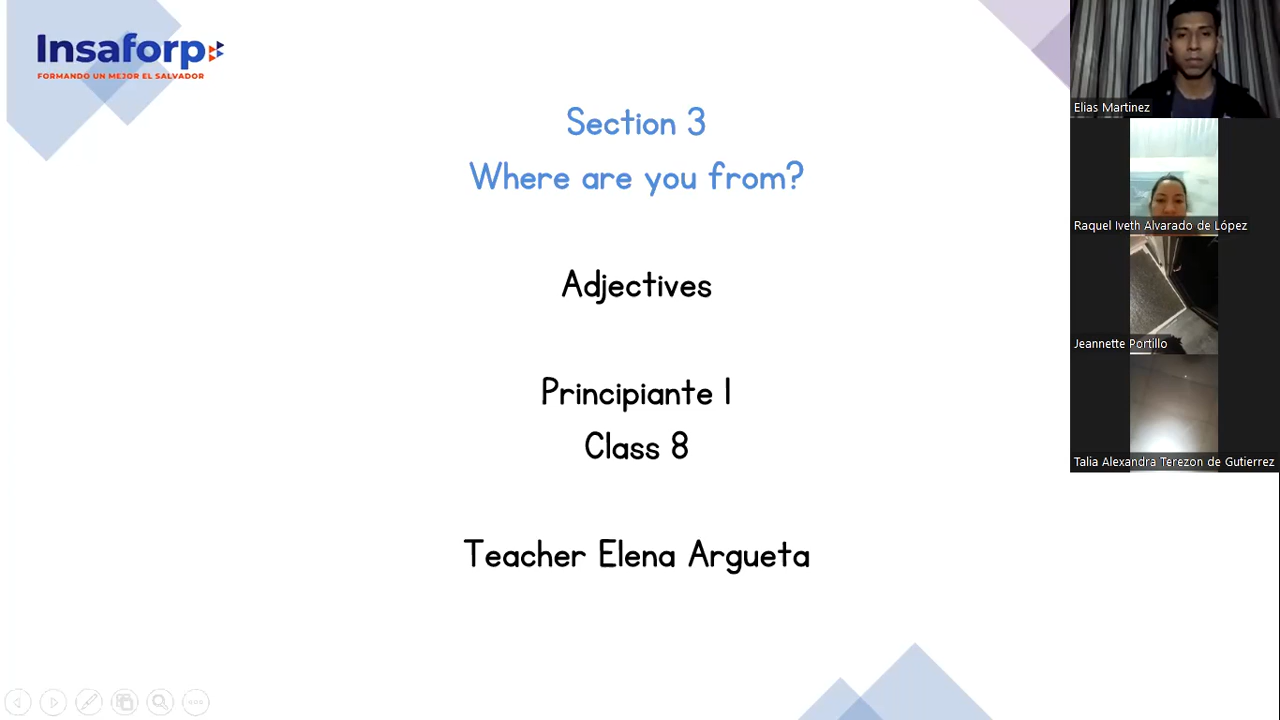 Insaforp
FORMANDO UN MEJOR EL SALVADOR
Section 3
Where are you from?
Adjectives
Principiante 1
Class 8
Teacher Elena Argueta
Elias Martinez
Raquel Iveth Alvarado de López
Jeannette Portillo
Talia Alexandra Terezon de Gutierrez